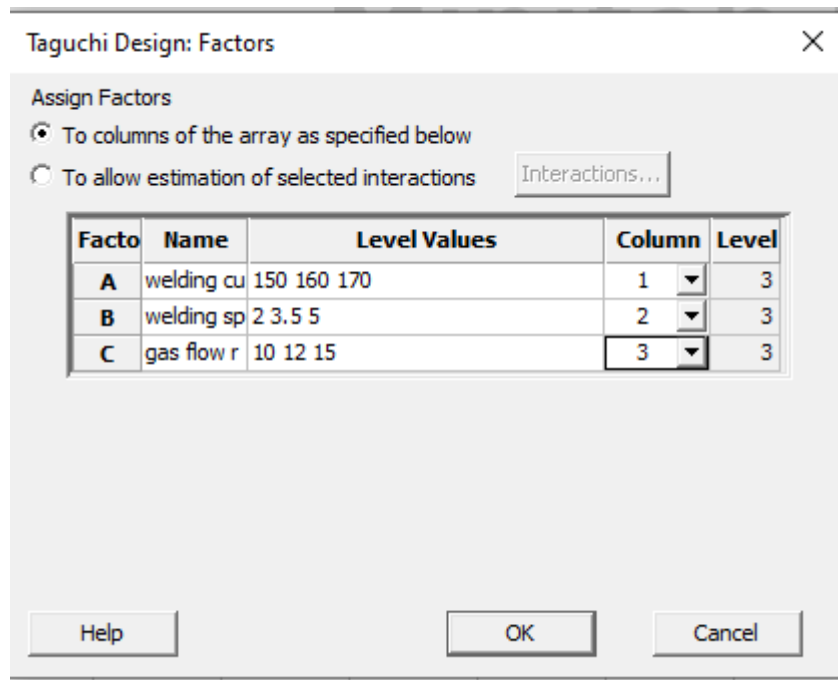 Taguchi Design: Factors
Assign Factors
To columns of the array as specified below
To allow estimation of selected interactions Interactions...
Facto Name Level Values Column Level
A welding cu 150 160 170 1 3
B welding sp 2 3.5 5 2 3
C gas flow r 10 12 15 3 3
Help OK Cancel